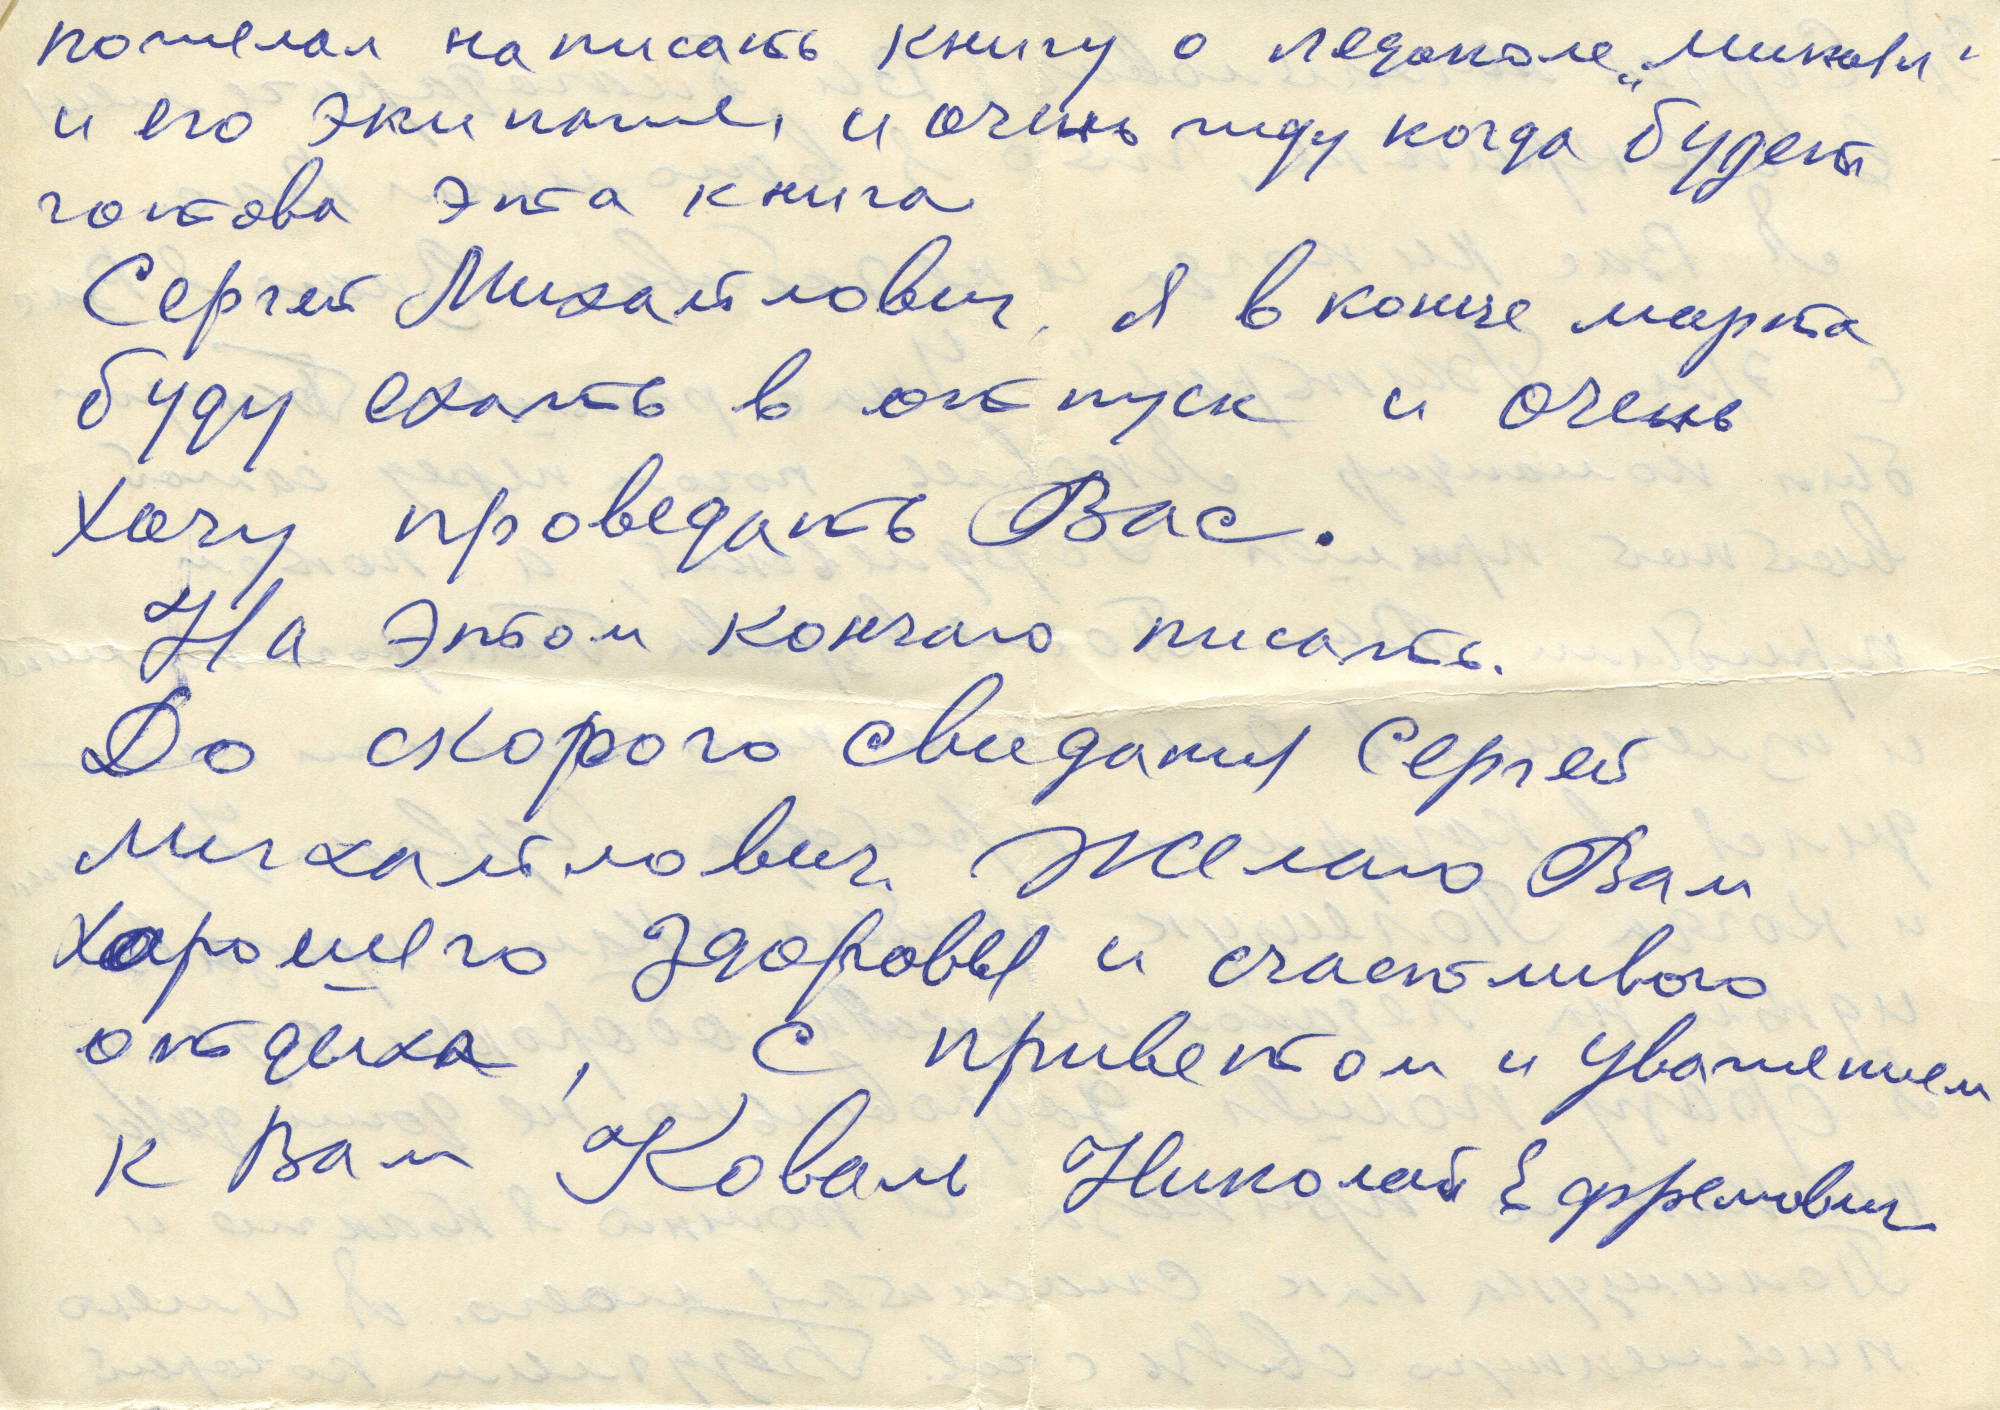 пожелал написать книгу о ледоколе „Микоян"
и его экипаже, и очень жду когда будет
готова эта книга
Сергей Михайлович, я в конце марта
буду ехать в отпуск и очень
хочу проведать Вас.
На этом кончаю писать.
До скорого свидания Сергей
Михайлович. Желаю Вам
хорошего здоровья и счастливого
отдыха, С приветом и уважением
к Вам Коваль Николай Ефремович